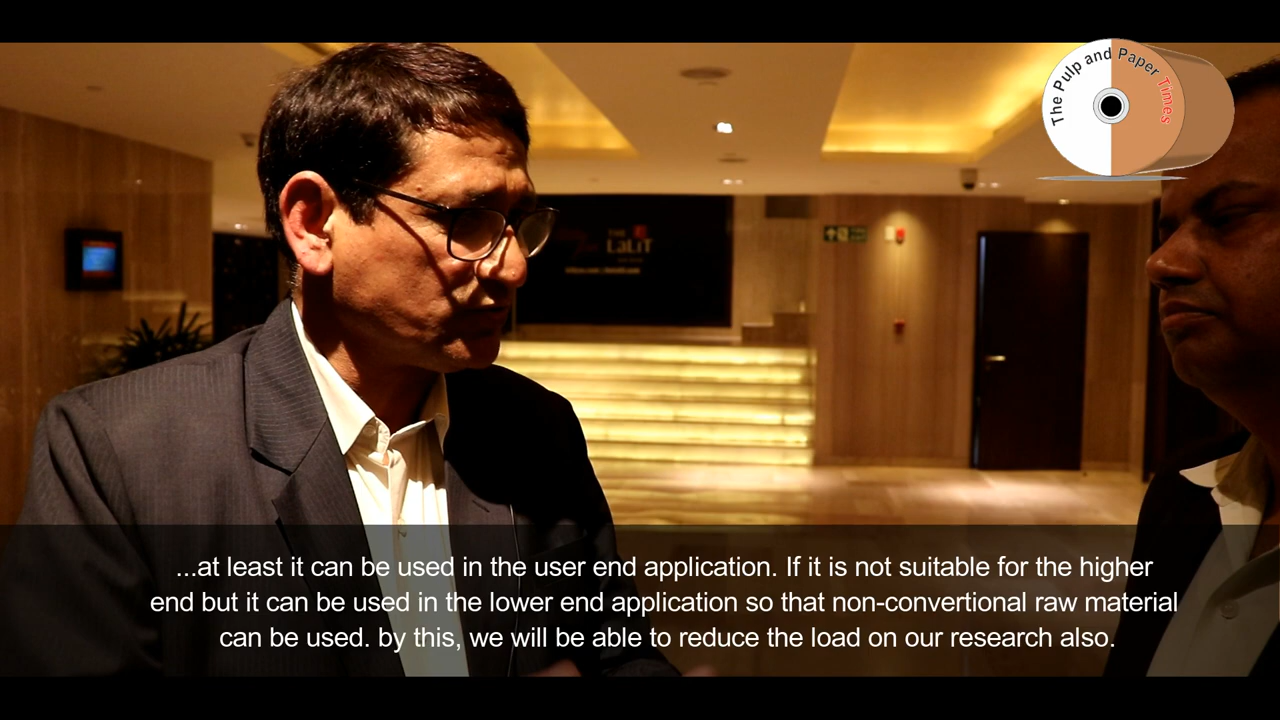 The Pulp and Paper Times
THE
LaLiT
...at least it can be used in the user end application. If it is not suitable for the higher
end but it can be used in the lower end application so that non-convertional raw material
can be used. by this, we will be able to reduce the load on our research also.